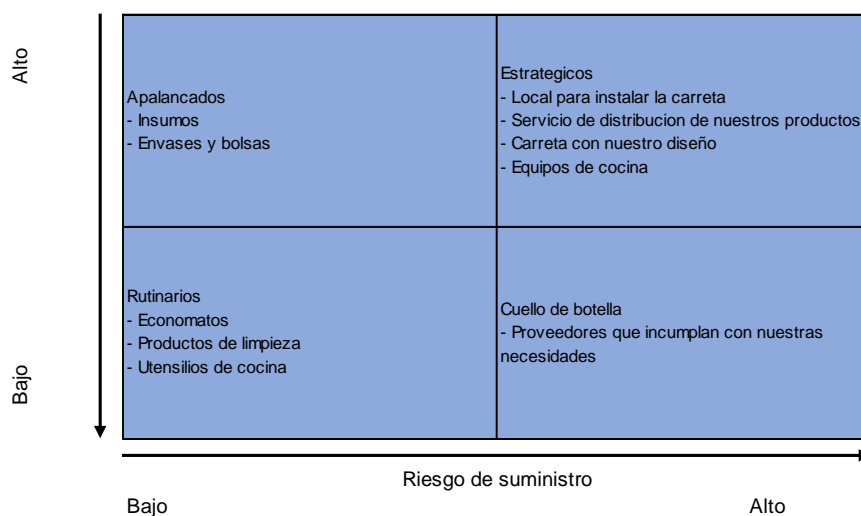 Alto
Apalancados
- Insumos
- Envases y bolsas
Estrategicos
- Local para instalar la carreta
- Servicio de distribucion de nuestros productos
- Carreta con nuestro diseño
- Equipos de cocina
Bajo
Rutinarios
- Economatos
- Productos de limpieza
- Utensilios de cocina
Cuello de botella
- Proveedores que incumplan con nuestras
necesidades
Riesgo de suministro
Bajo
Alto